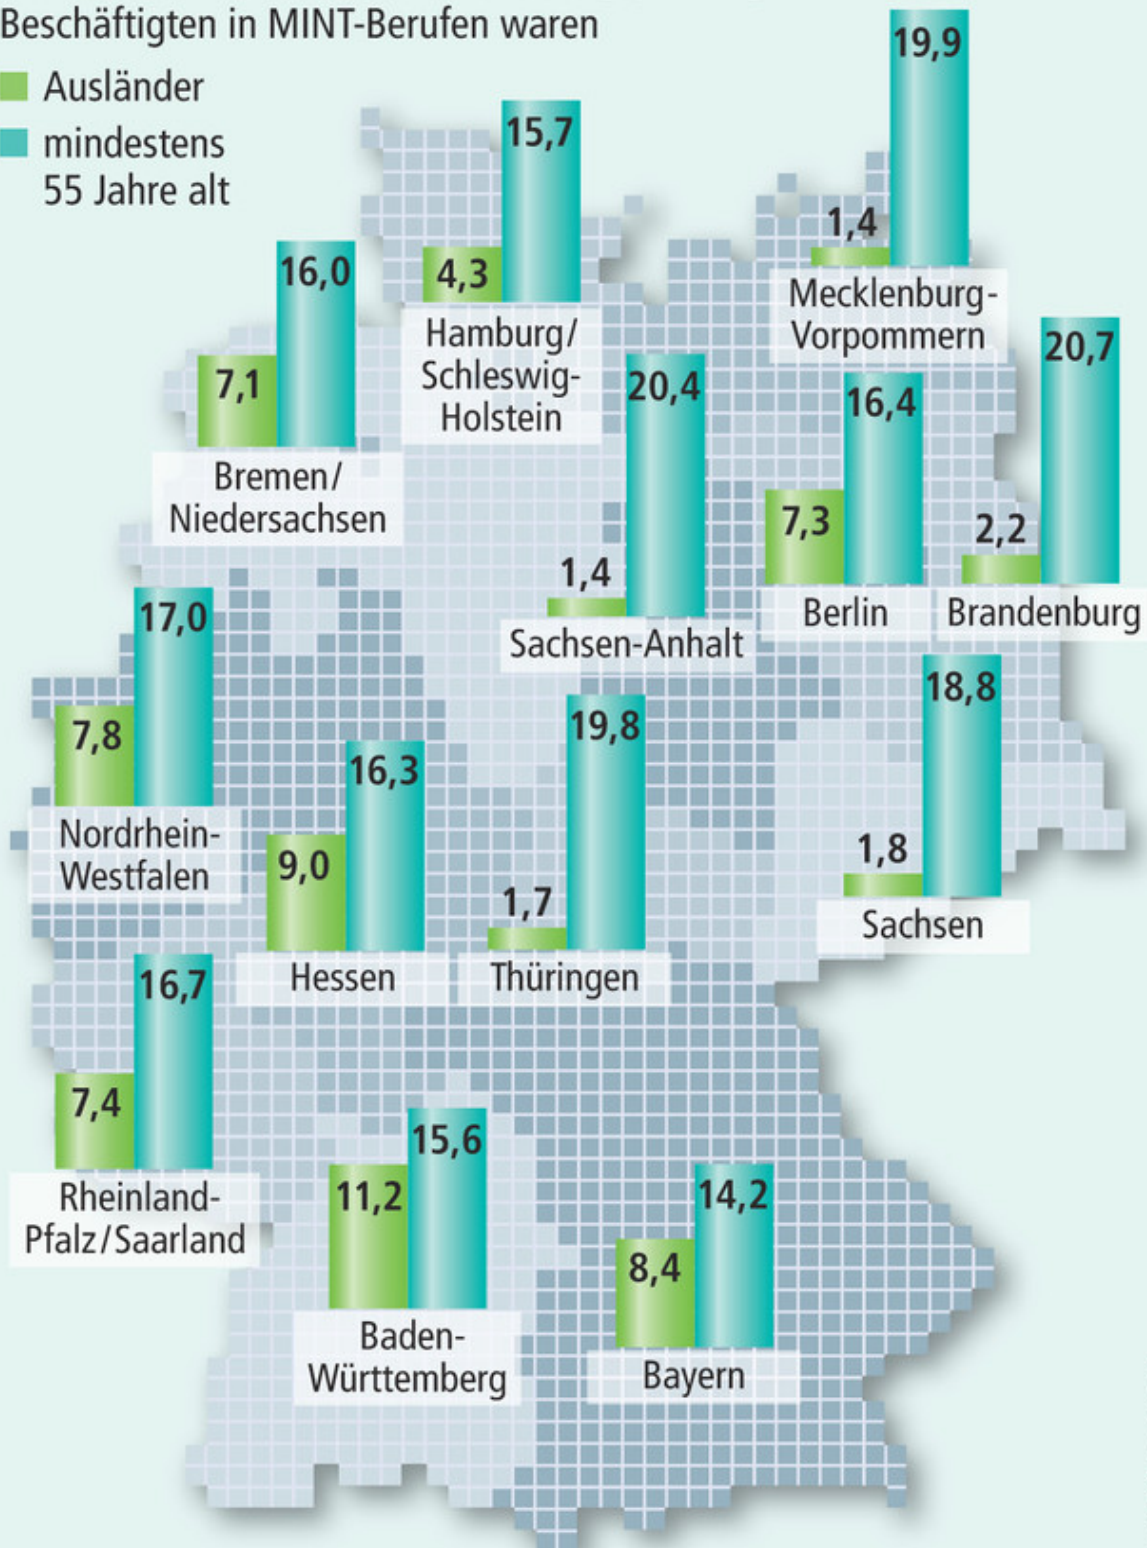 Beschäftigten in MINT-Berufen waren
Ausländer
mindestens
55 Jahre alt
19,9
1,4
Mecklenburg-
Vorpommern
15,7
4,3
Hamburg/
Schleswig-
Holstein
16,0
7,1
Bremen/
Niedersachsen
20,4
1,4
Sachsen-Anhalt
16,4
7,3
Berlin
20,7
2,2
Brandenburg
17,0
7,8
Nordrhein-
Westfalen
16,3
9,0
Hessen
19,8
1,7
Thüringen
18,8
1,8
Sachsen
16,7
7,4
Rheinland-
Pfalz/Saarland
15,6
11,2
Baden-
Württemberg
14,2
8,4
Bayern